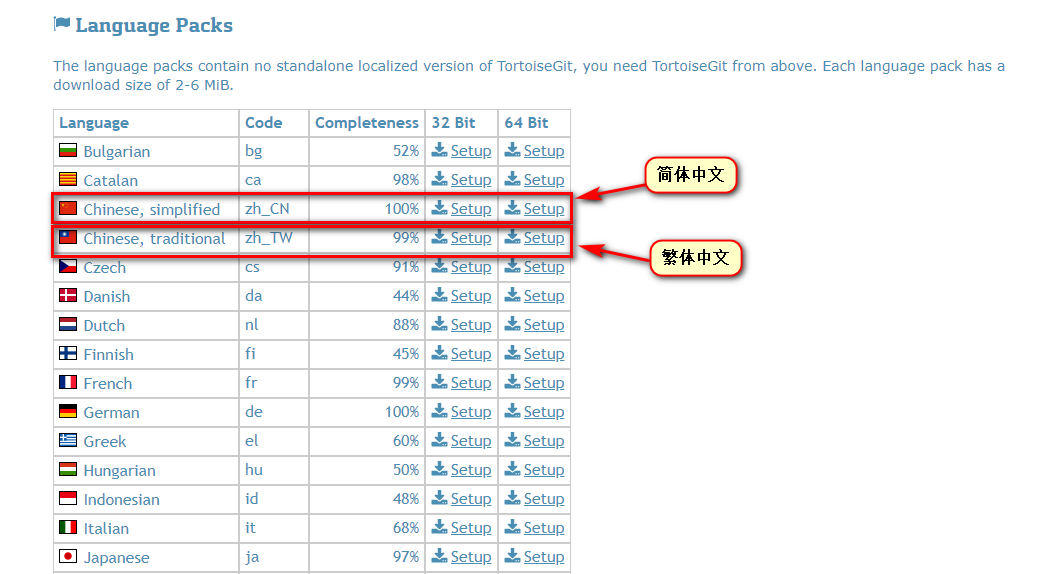 Language Packs
The language packs contain no standalone localized version of TortoiseGit, you need TortoiseGit from above. Each language pack has a
download size of 2-6 MiB.
Language Code Completeness 32 Bit 64 Bit
Bulgarian bg 52% Setup Setup
Catalan ca 98% Setup Setup
简体中文
Chinese, simplified zh_CN 100% Setup Setup
Chinese, traditional zh_TW 99% Setup Setup
繁体中文
Czech cs 91% Setup Setup
Danish da 44% Setup Setup
Dutch nl 88% Setup Setup
Finnish fi 45% Setup Setup
French fr 99% Setup Setup
German de 100% Setup Setup
Greek el 60% Setup Setup
Hungarian hu 50% Setup Setup
Indonesian id 48% Setup Setup
Italian it 68% Setup Setup
Japanese ja 97% Setup Setup